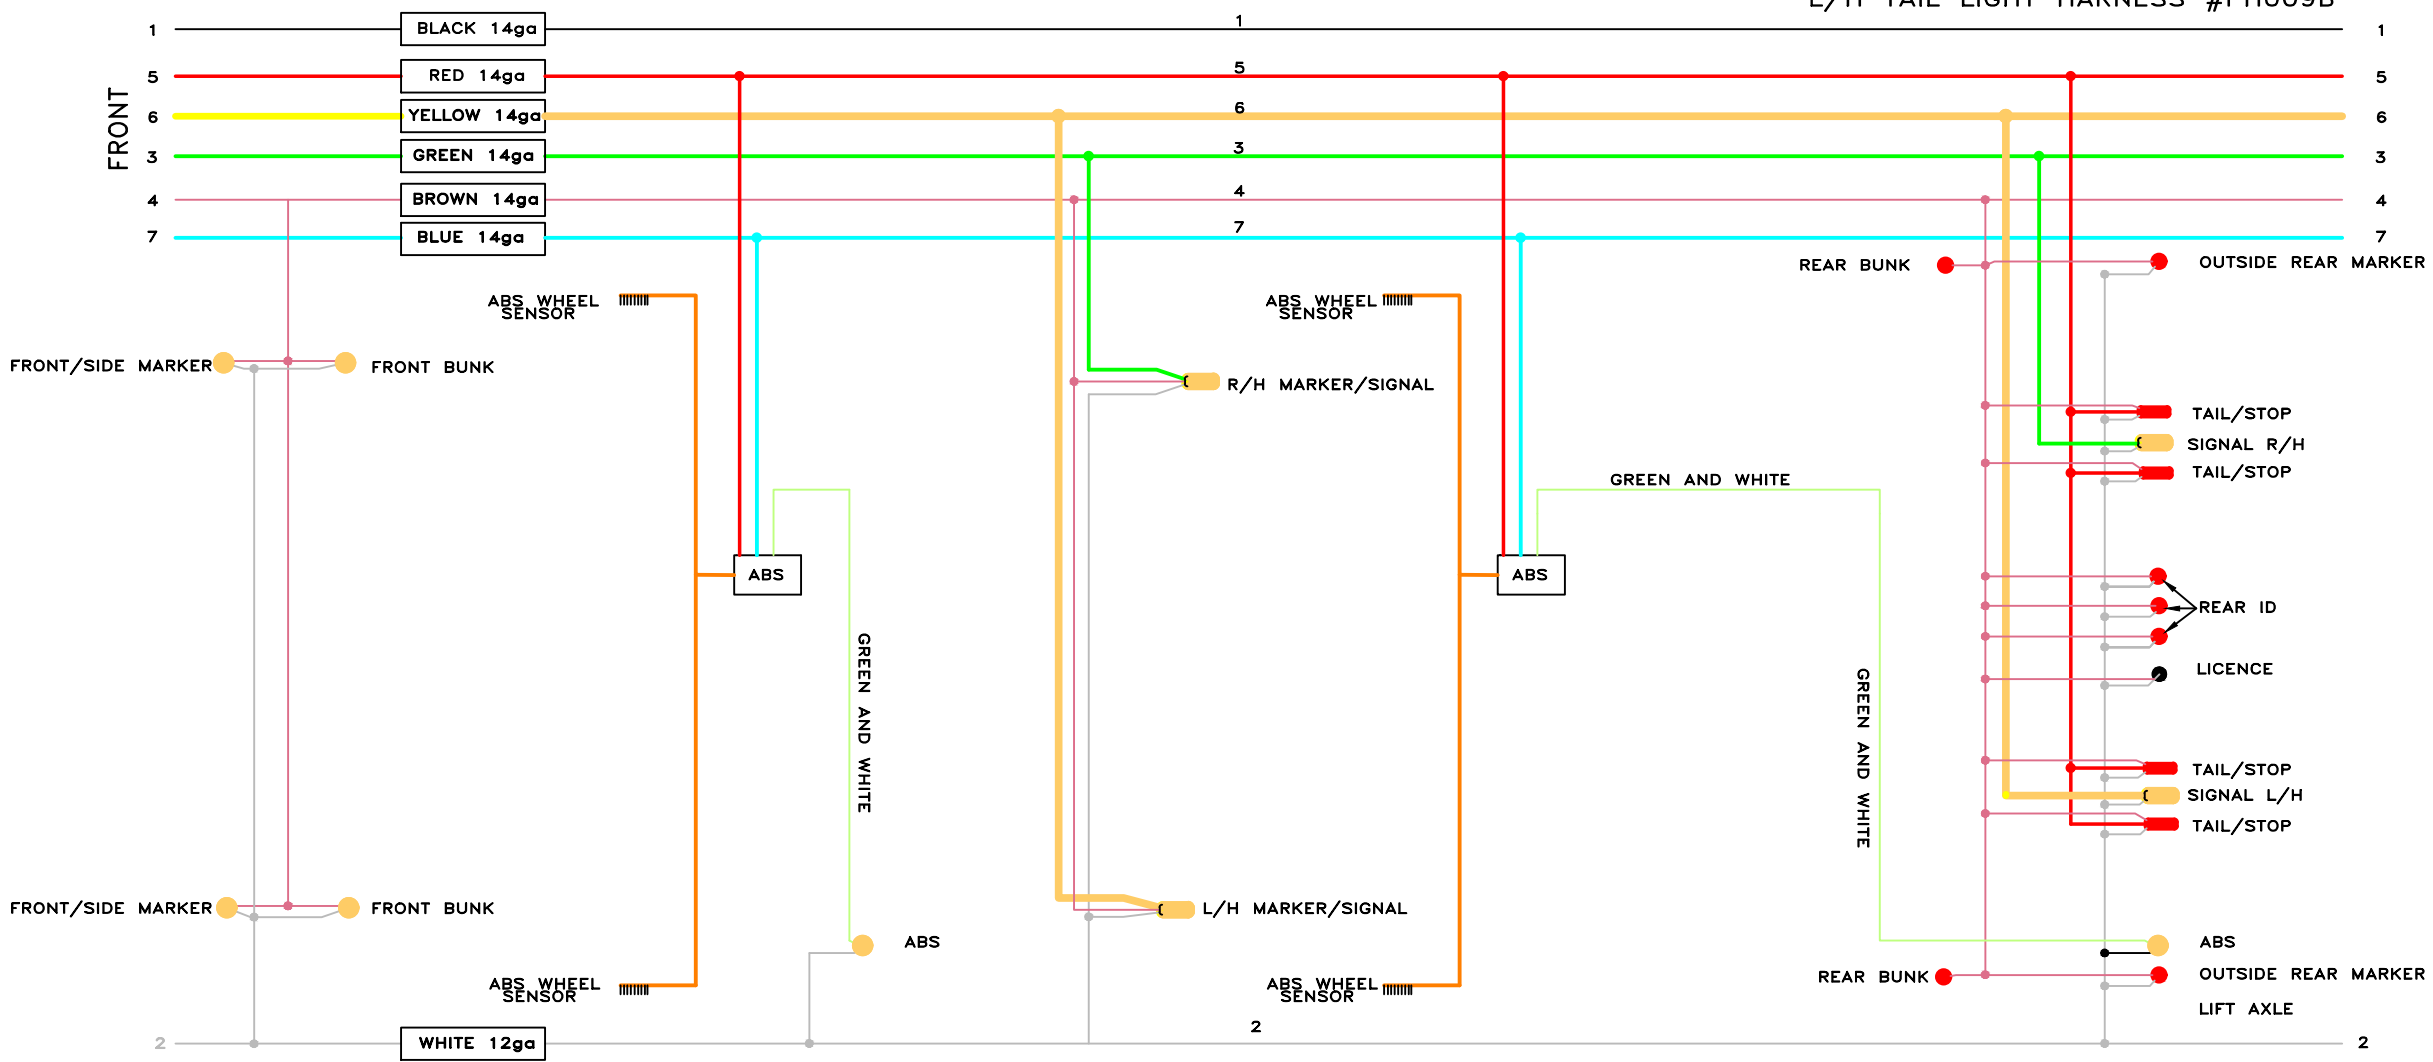 1 BLACK 14ga 1 1
5 RED 14ga 5 5
6 YELLOW 14ga 6 6
3 GREEN 14ga 3 3
4 BROWN 14ga 4 4
7 BLUE 14ga 7 7
FRONT
REAR BUNK
OUTSIDE REAR MARKER
ABS WHEEL
SENSOR
ABS WHEEL
SENSOR
FRONT/SIDE MARKER
FRONT BUNK
R/H MARKER/SIGNAL
TAIL/STOP
SIGNAL R/H
TAIL/STOP
GREEN AND WHITE
ABS
ABS
REAR ID
GREEN AND WHITE
LICENCE
GREEN AND WHITE
TAIL/STOP
SIGNAL L/H
TAIL/STOP
FRONT/SIDE MARKER
FRONT BUNK
L/H MARKER/SIGNAL
ABS
ABS
ABS WHEEL
SENSOR
ABS WHEEL
SENSOR
REAR BUNK
OUTSIDE REAR MARKER
LIFT AXLE
2 WHITE 12ga 2 2